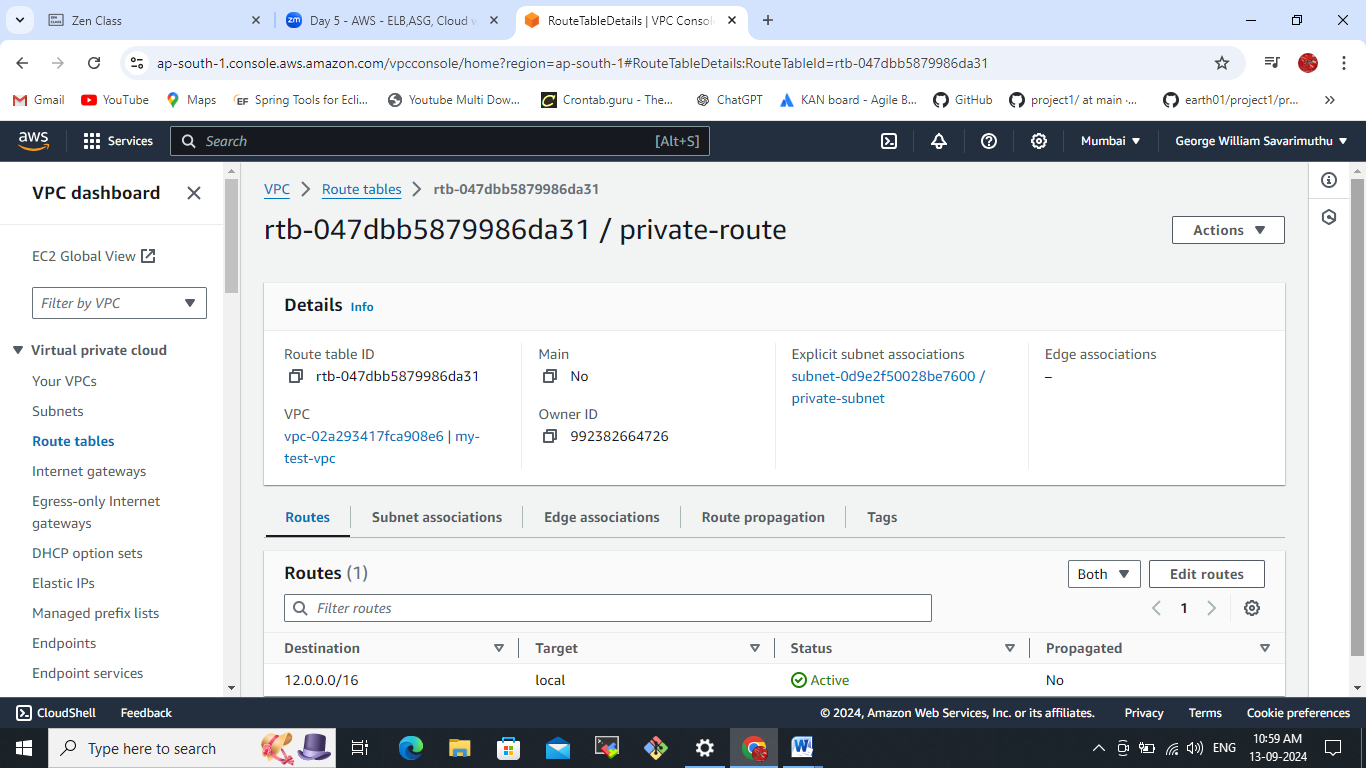 Zen Class
Day 5 - AWS - ELB,ASG, Cloud w
RouteTableDetails | VPC Consol
ap-south-1.console.aws.amazon.com/vpcconsole/home?region=ap-south-1#RouteTableDetails:RouteTableId=rtb-047dbb5879986da31
Gmail YouTube Maps Spring Tools for Ecli... Youtube Multi Dow... Crontab.guru - The... ChatGPT KAN board - Agile B... GitHub project1/ at main ·... earth01/project1/pr...
aws Services Search [Alt+S] Mumbai George William Savarimuthu
VPC dashboard
EC2 Global View
Filter by VPC
Virtual private cloud
Your VPCs
Subnets
Route tables
Internet gateways
Egress-only Internet
gateways
DHCP option sets
Elastic IPs
Managed prefix lists
Endpoints
Endpoint services
VPC Route tables rtb-047dbb5879986da31
rtb-047dbb5879986da31 / private-route
Actions
Details Info
Route table ID
rtb-047dbb5879986da31
VPC
vpc-02a293417fca908e6 | my-
test-vpc
Main
No
Owner ID
992382664726
Explicit subnet associations
subnet-0d9e2f50028be7600 /
private-subnet
Edge associations
–
Routes Subnet associations Edge associations Route propagation Tags
Routes (1)
Both Edit routes
Filter routes
1
Destination Target Status Propagated
12.0.0.0/16 local Active No
CloudShell Feedback © 2024, Amazon Web Services, Inc. or its affiliates. Privacy Terms Cookie preferences
Type here to search
ENG
10:59 AM
13-09-2024